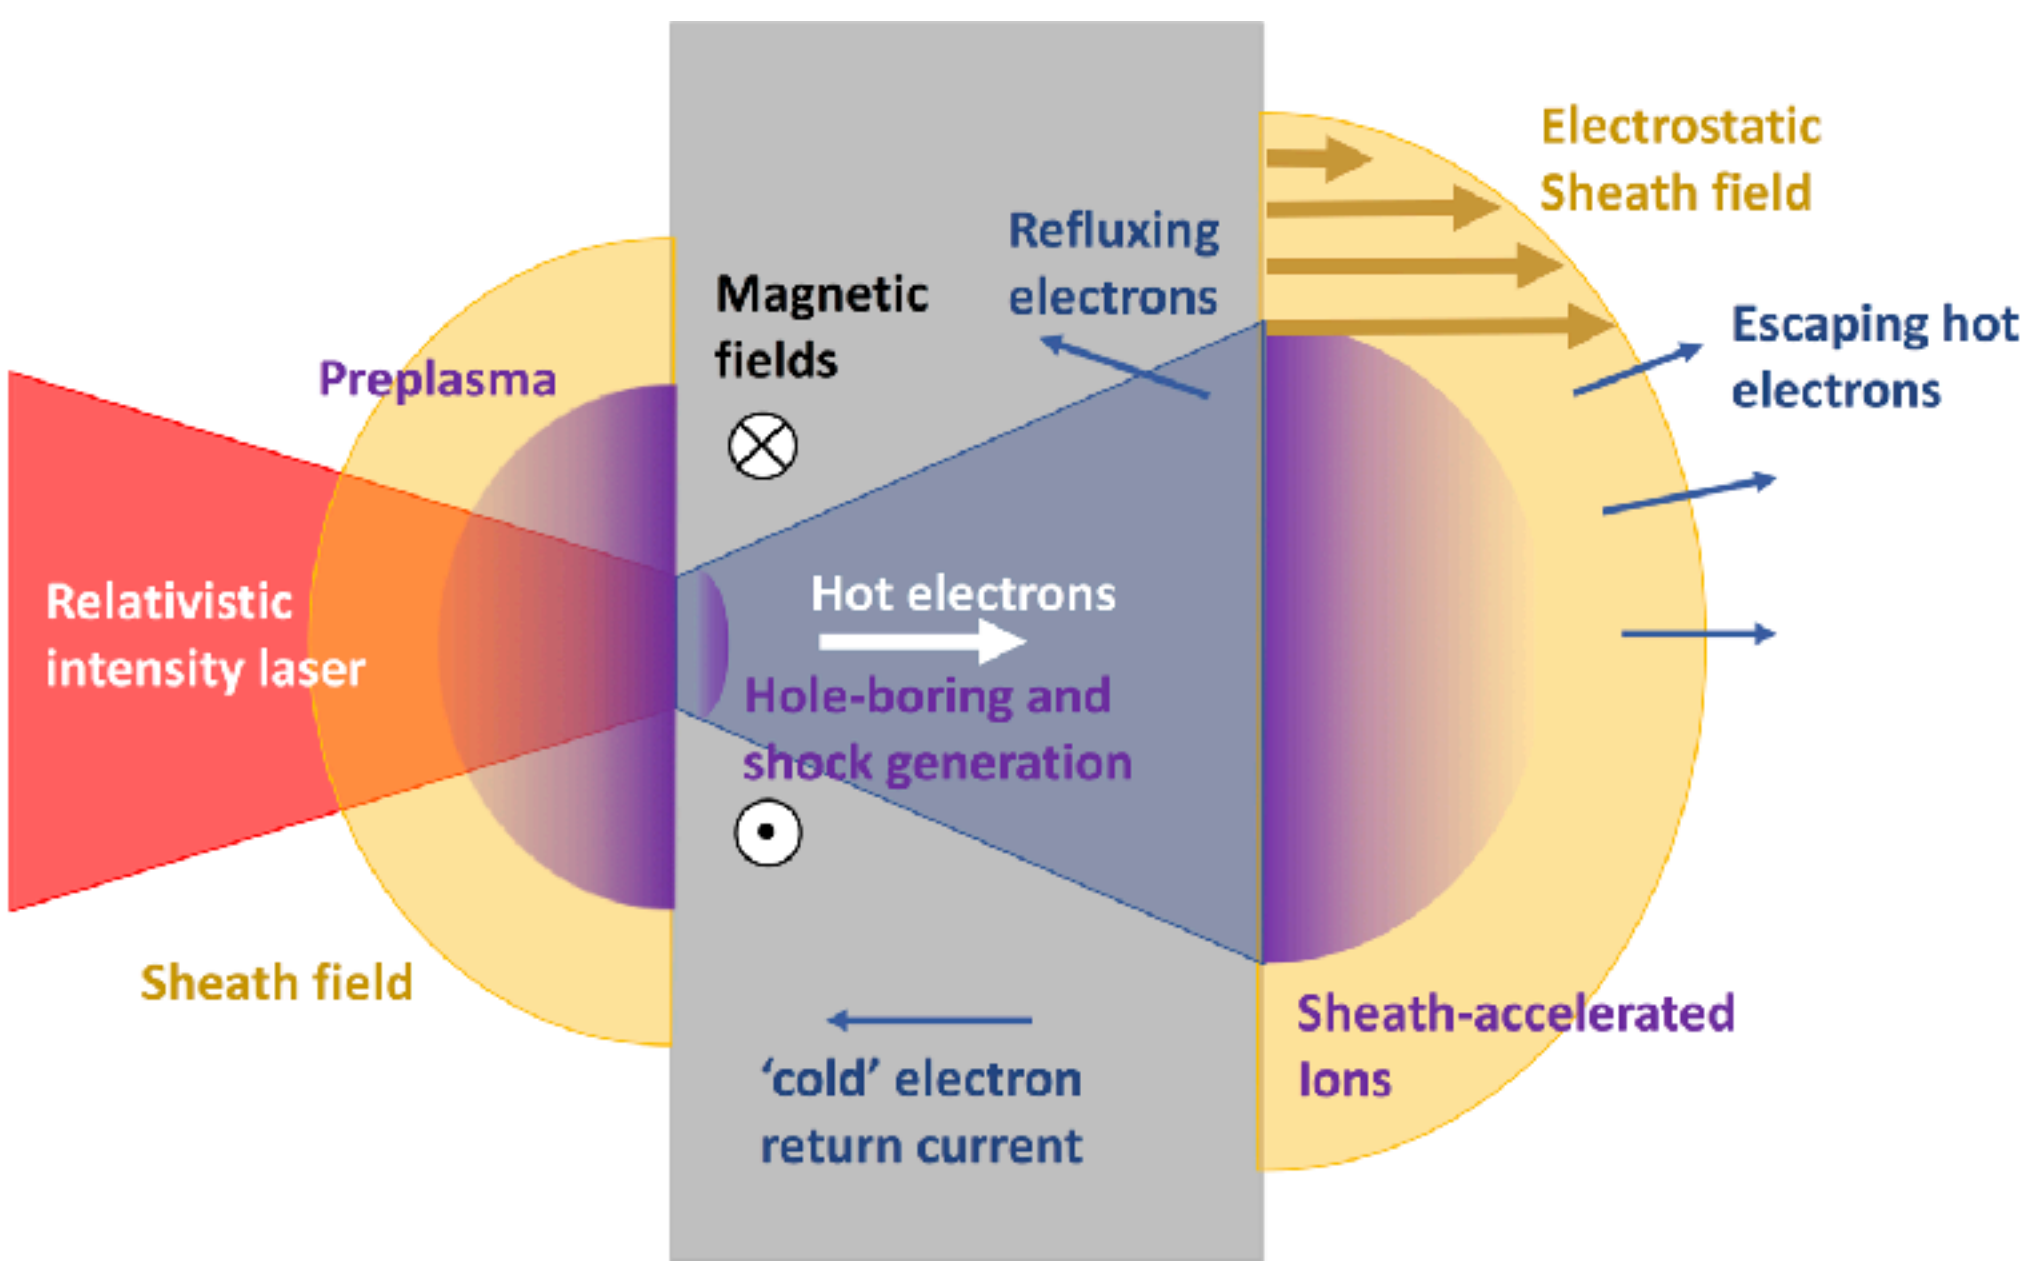 Electrostatic
Sheath field
Refluxing
electrons
Magnetic
fields
Escaping hot
electrons
Preplasma
Relativistic
intensity laser
Hot electrons
Hole-boring and
shock generation
Sheath field
Sheath-accelerated
Ions
‘cold’ electron
return current